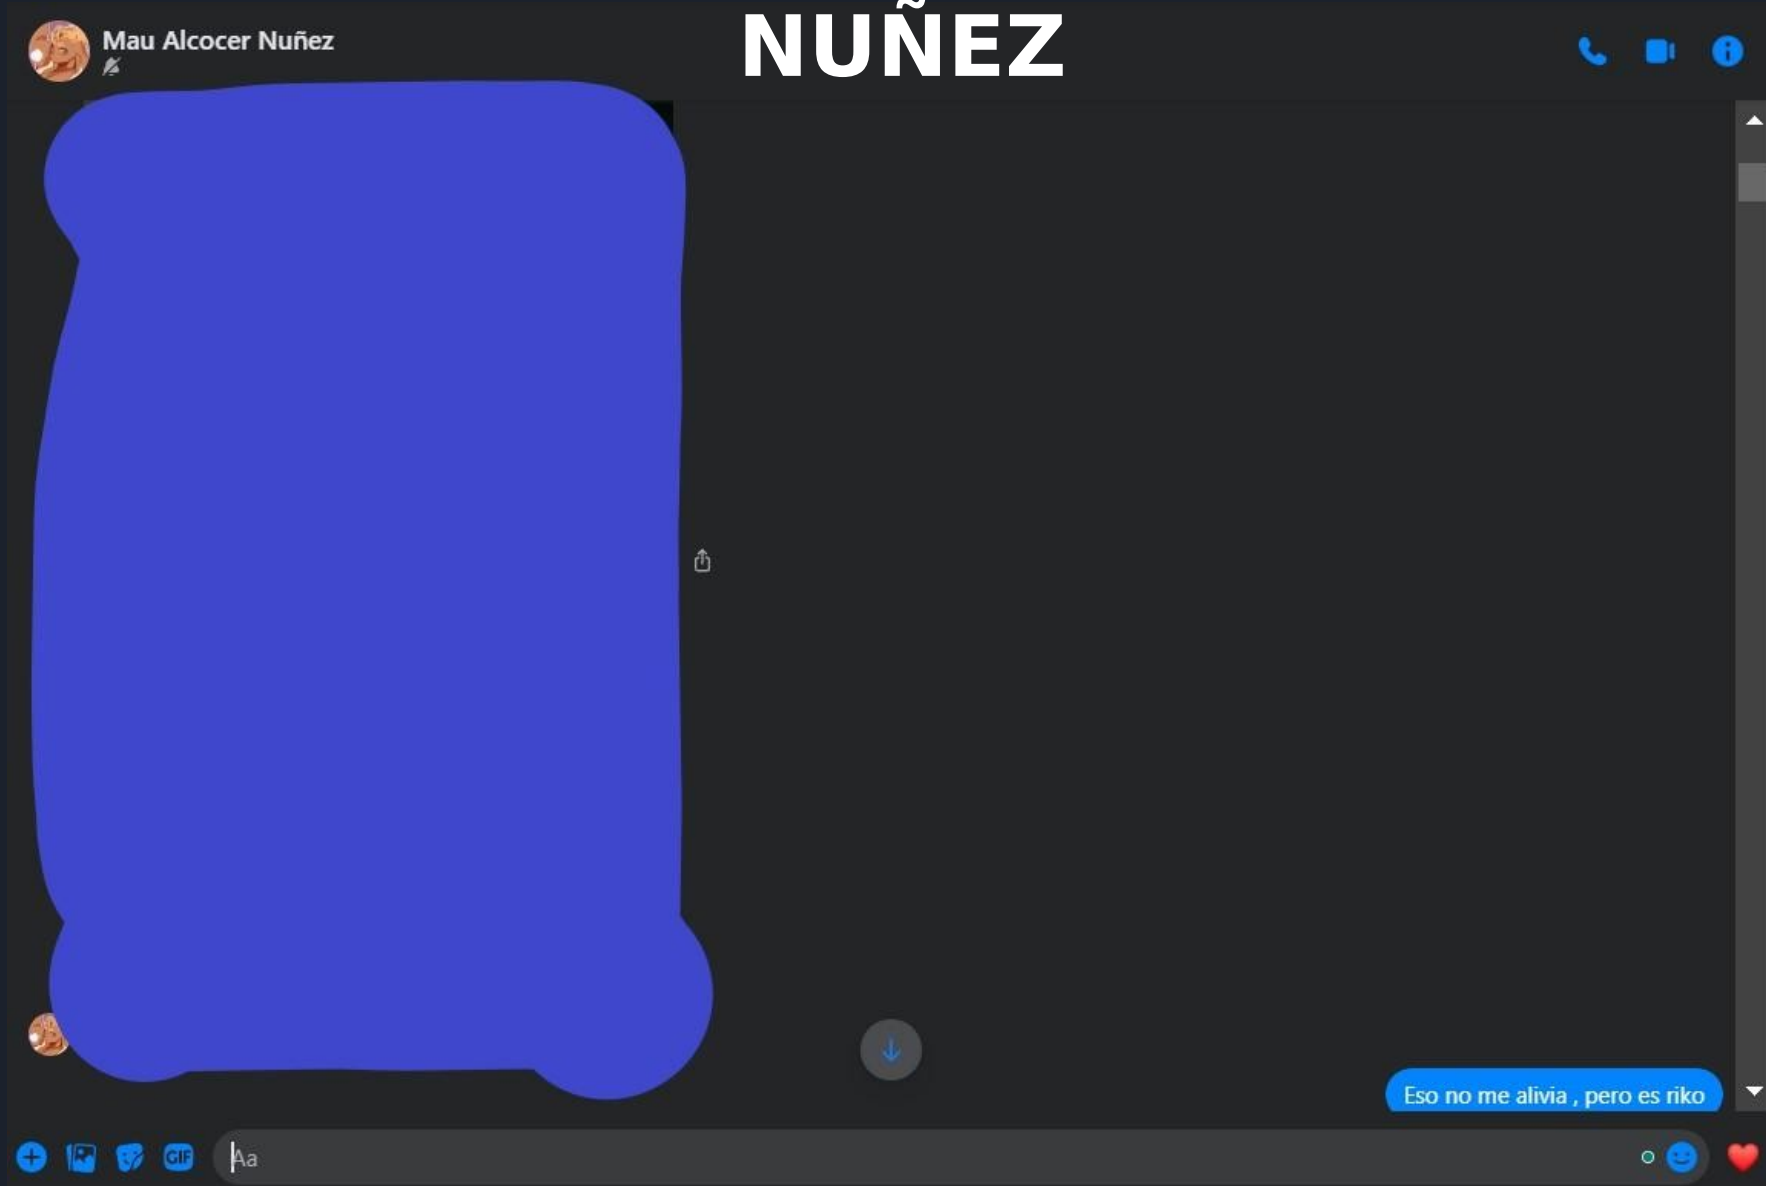 NUÑEZ
Mau Alcocer Nuñez
Eso no me alivia , pero es riko
GIF
Aa